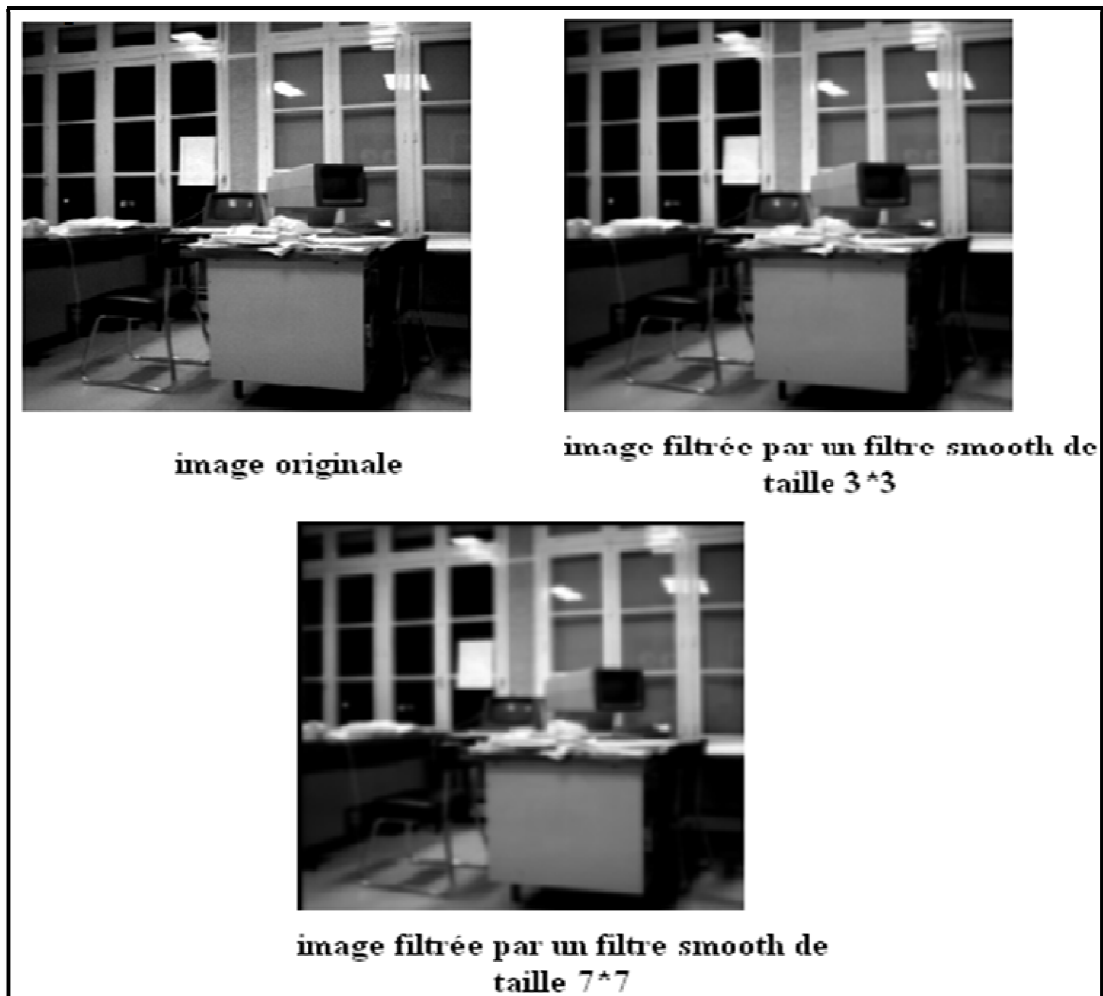 image originale
image filtrée par un filtre smooth de
taille 3*3
image filtrée par un filtre smooth de
taille 7*7